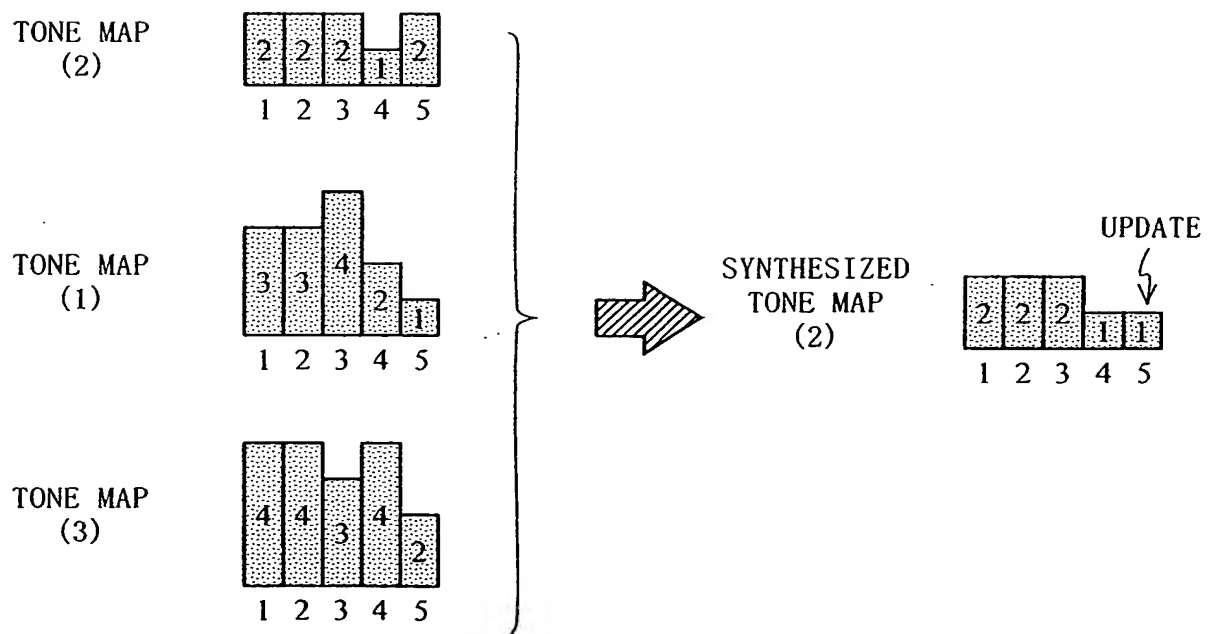 TONE MAP
(2)
2 2 2 1 2
1 2 3 4 5
TONE MAP
(1)
3 3 4 2 1
1 2 3 4 5
TONE MAP
(3)
4 4 3 4 2
1 2 3 4 5
SYNTHESIZED
TONE MAP
(2)
UPDATE
2 2 2 1 1
1 2 3 4 5